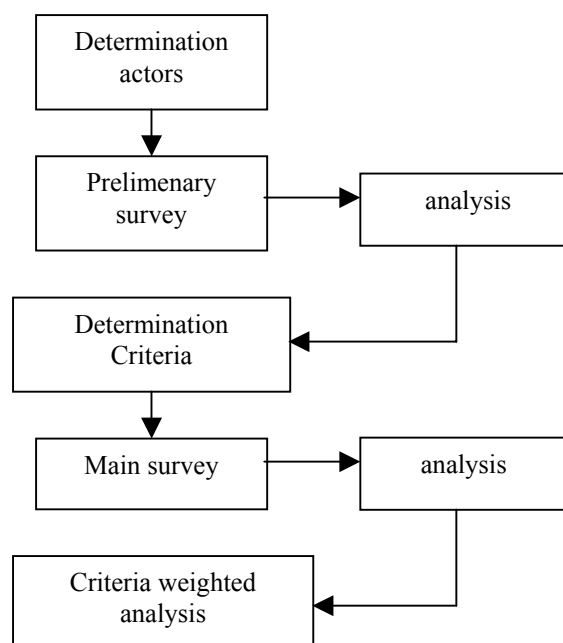 Determination
actors
Prelimenary
survey
analysis
Determination
Criteria
Main survey
analysis
Criteria weighted
analysis